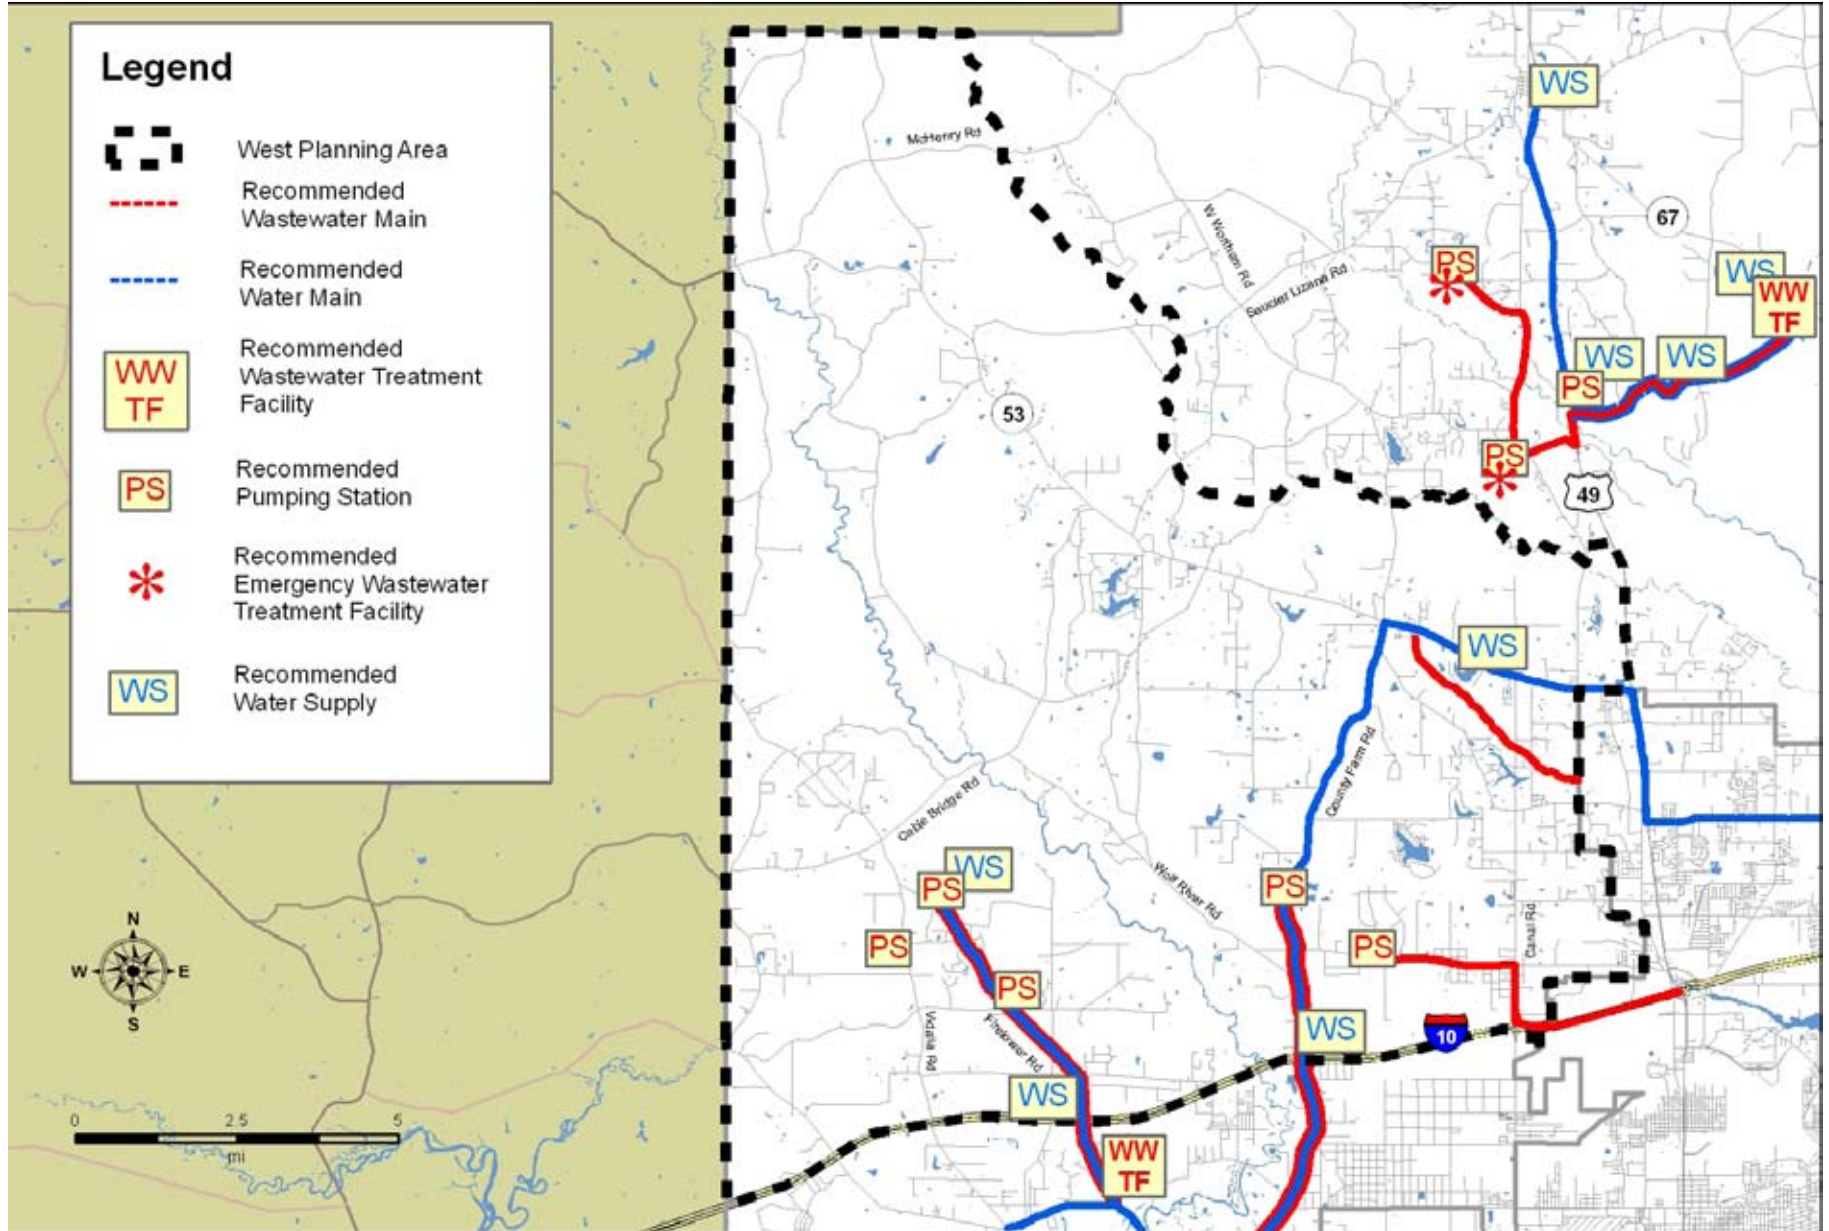 Legend
West Planning Area
Recommended
Wastewater Main
Recommended
Water Main
WW
TF
Recommended
Wastewater Treatment
Facility
PS
Recommended
Pumping Station
Recommended
Emergency Wastewater
Treatment Facility
WS
Recommended
Water Supply
N
W E
S
0 2.5 5
mi
McHenry Rd
W Wortham Rd
Saucier Lizana Rd
WS
67
PS
WS
WW
TF
WS
WS
PS
53
PS
49
WS
County Farm Rd
Cable Bridge Rd
Wolf River Rd
WS
PS
PS
PS
PS
Canal Rd
PS
Vidalia Rd
Firetower Rd
WS
10
WS
WW
TF